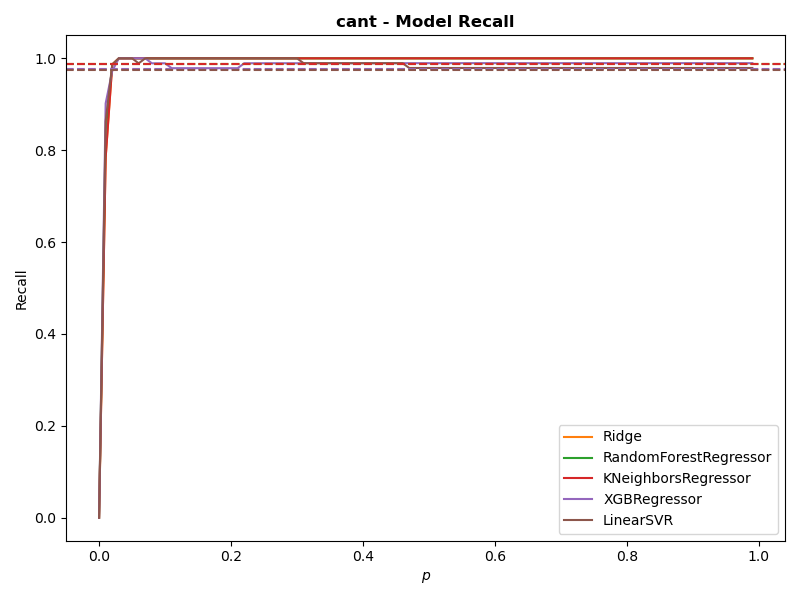 cant - Model Recall
Recall
1.0
0.8
0.6
0.4
0.2
0.0
0.0 0.2 0.4 0.6 0.8 1.0
p
Ridge
RandomForestRegressor
KNeighborsRegressor
XGBRegressor
LinearSVR